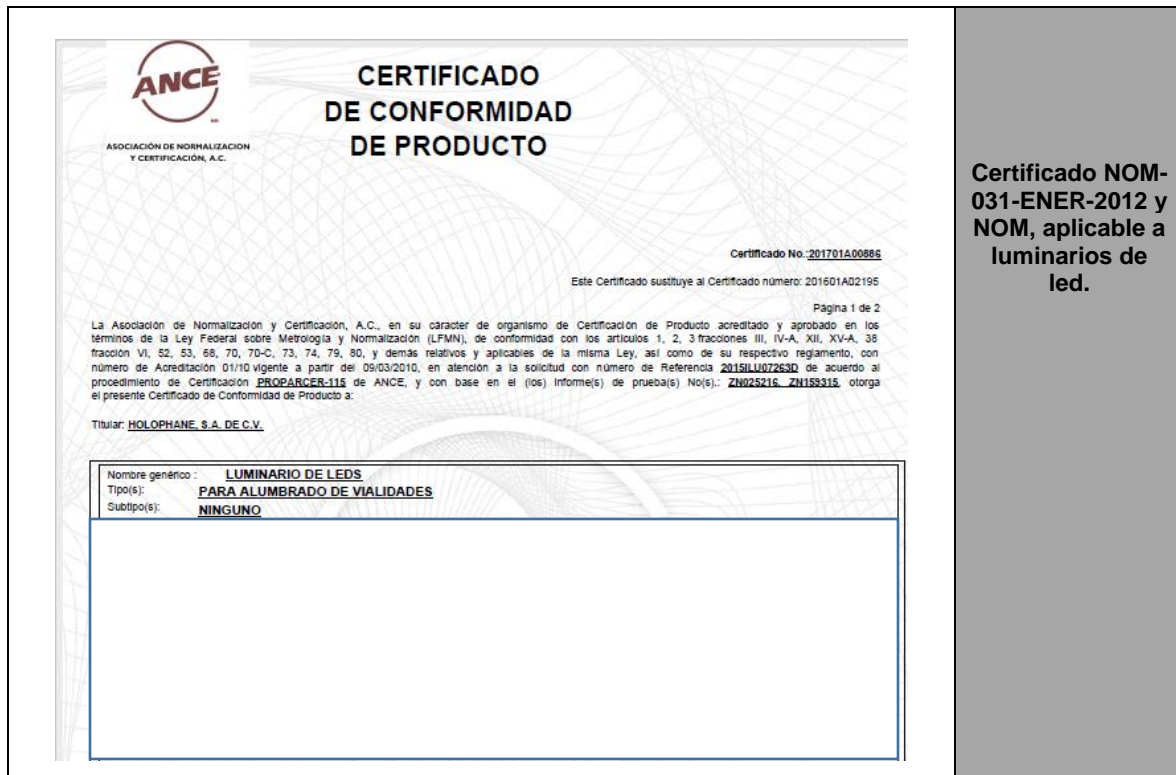 ANCE
ASOCIACIÓN DE NORMALIZACION
Y CERTIFICACIÓN, A.C.
CERTIFICADO
DE CONFORMIDAD
DE PRODUCTO
Certificado No.:201701A00886
Este Certificado sustituye al Certificado número: 201601A02195
Página 1 de 2
La Asociación de Normalización y Certificación, A.C., en su carácter de organismo de Certificación de Producto acreditado y aprobado en los
términos de la Ley Federal sobre Metrología y Normalización (LFMN), de conformidad con los artículos 1, 2, 3 fracciones III, IV-A, XII, XV-A, 38
fracción VI, 52, 53, 68, 70, 70-C, 73, 74, 79, 80, y demás relativos y aplicables de la misma Ley, así como de su respectivo reglamento, con
número de Acreditación 01/10 vigente a partir del 09/03/2010, en atención a la solicitud con número de Referencia 2015ILU07263D de acuerdo al
procedimiento de Certificación PROPARCER-115 de ANCE, y con base en el (los) Informe(s) de prueba(s) No(s).: ZN025216, ZN159315, otorga
el presente Certificado de Conformidad de Producto a:
Titular: HOLOPHANE, S.A. DE C.V.
Nombre genérico : LUMINARIO DE LEDS
Tipo(s): PARA ALUMBRADO DE VIALIDADES
Subtipo(s): NINGUNO
Certificado NOM-
031-ENER-2012 y
NOM, aplicable a
luminarios de
led.